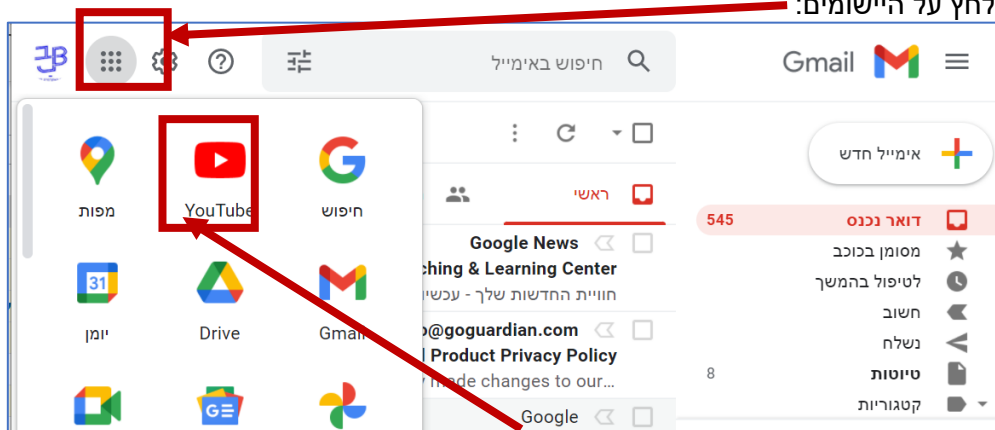 לחץ על היישומים:
Gmail
חיפוש באימייל
אימייל חדש
דואר נכנס 545
מסומן בכוכב
לטיפול בהמשך
חשוב
נשלח
טיוטות 8
קטגוריות
ראשי
Google News
ching & Learning Center
חוויית החדשות שלך - עכשיו
o@goguardian.com
Product Privacy Policy
made changes to our...
Google
חיפוש YouTube מפות
Gmail Drive יומן
31
GE